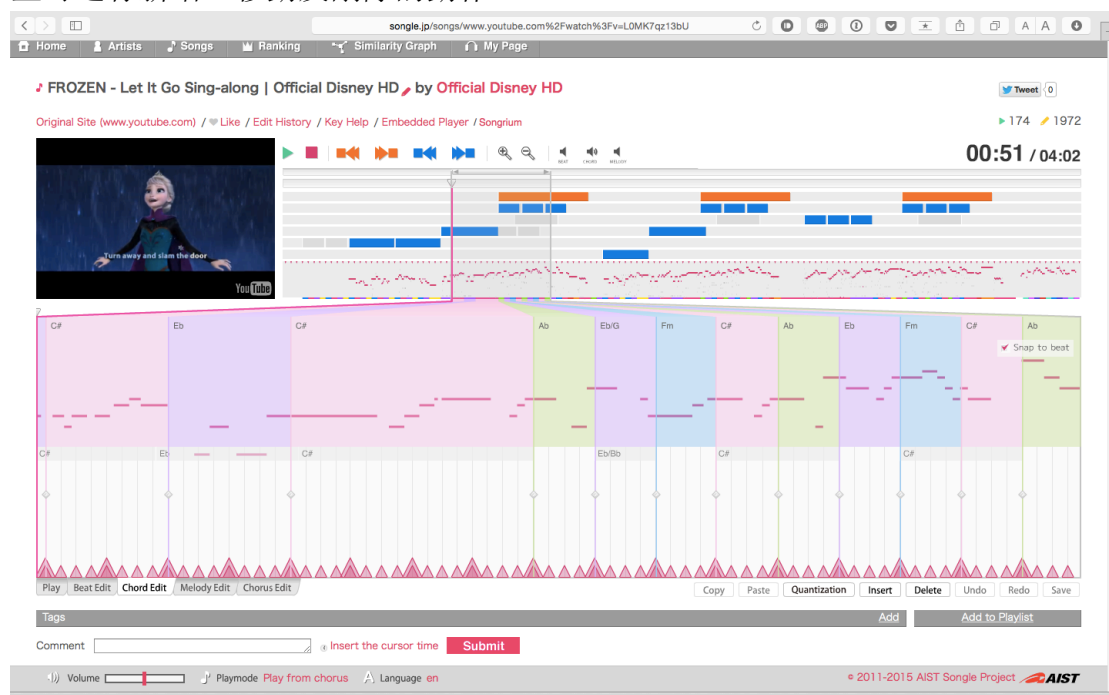 songle.jp/songs/www.youtube.com%2Fwatch%3Fv=L0MK7qz13bU
Home Artists Songs Ranking Similarity Graph My Page
FROZEN - Let It Go Sing-along | Official Disney HD by Official Disney HD
Tweet 0
Original Site (www.youtube.com) / Like / Edit History / Key Help / Embedded Player / Songrium
174 1972
BEAT CHORD MELODY
00:51 / 04:02
Turn away and slam the door
YouTube
C# Eb C# Ab Eb/G Fm C# Ab Eb Fm C# Ab
Snap to beat
C# Eb C# Eb/Bb C# C#
Play Beat Edit Chord Edit Melody Edit Chorus Edit
Copy Paste Quantization Insert Delete Undo Redo Save
Tags Add Add to Playlist
Comment Insert the cursor time Submit
Volume Playmode Play from chorus A Language en
© 2011-2015 AIST Songle Project AIST